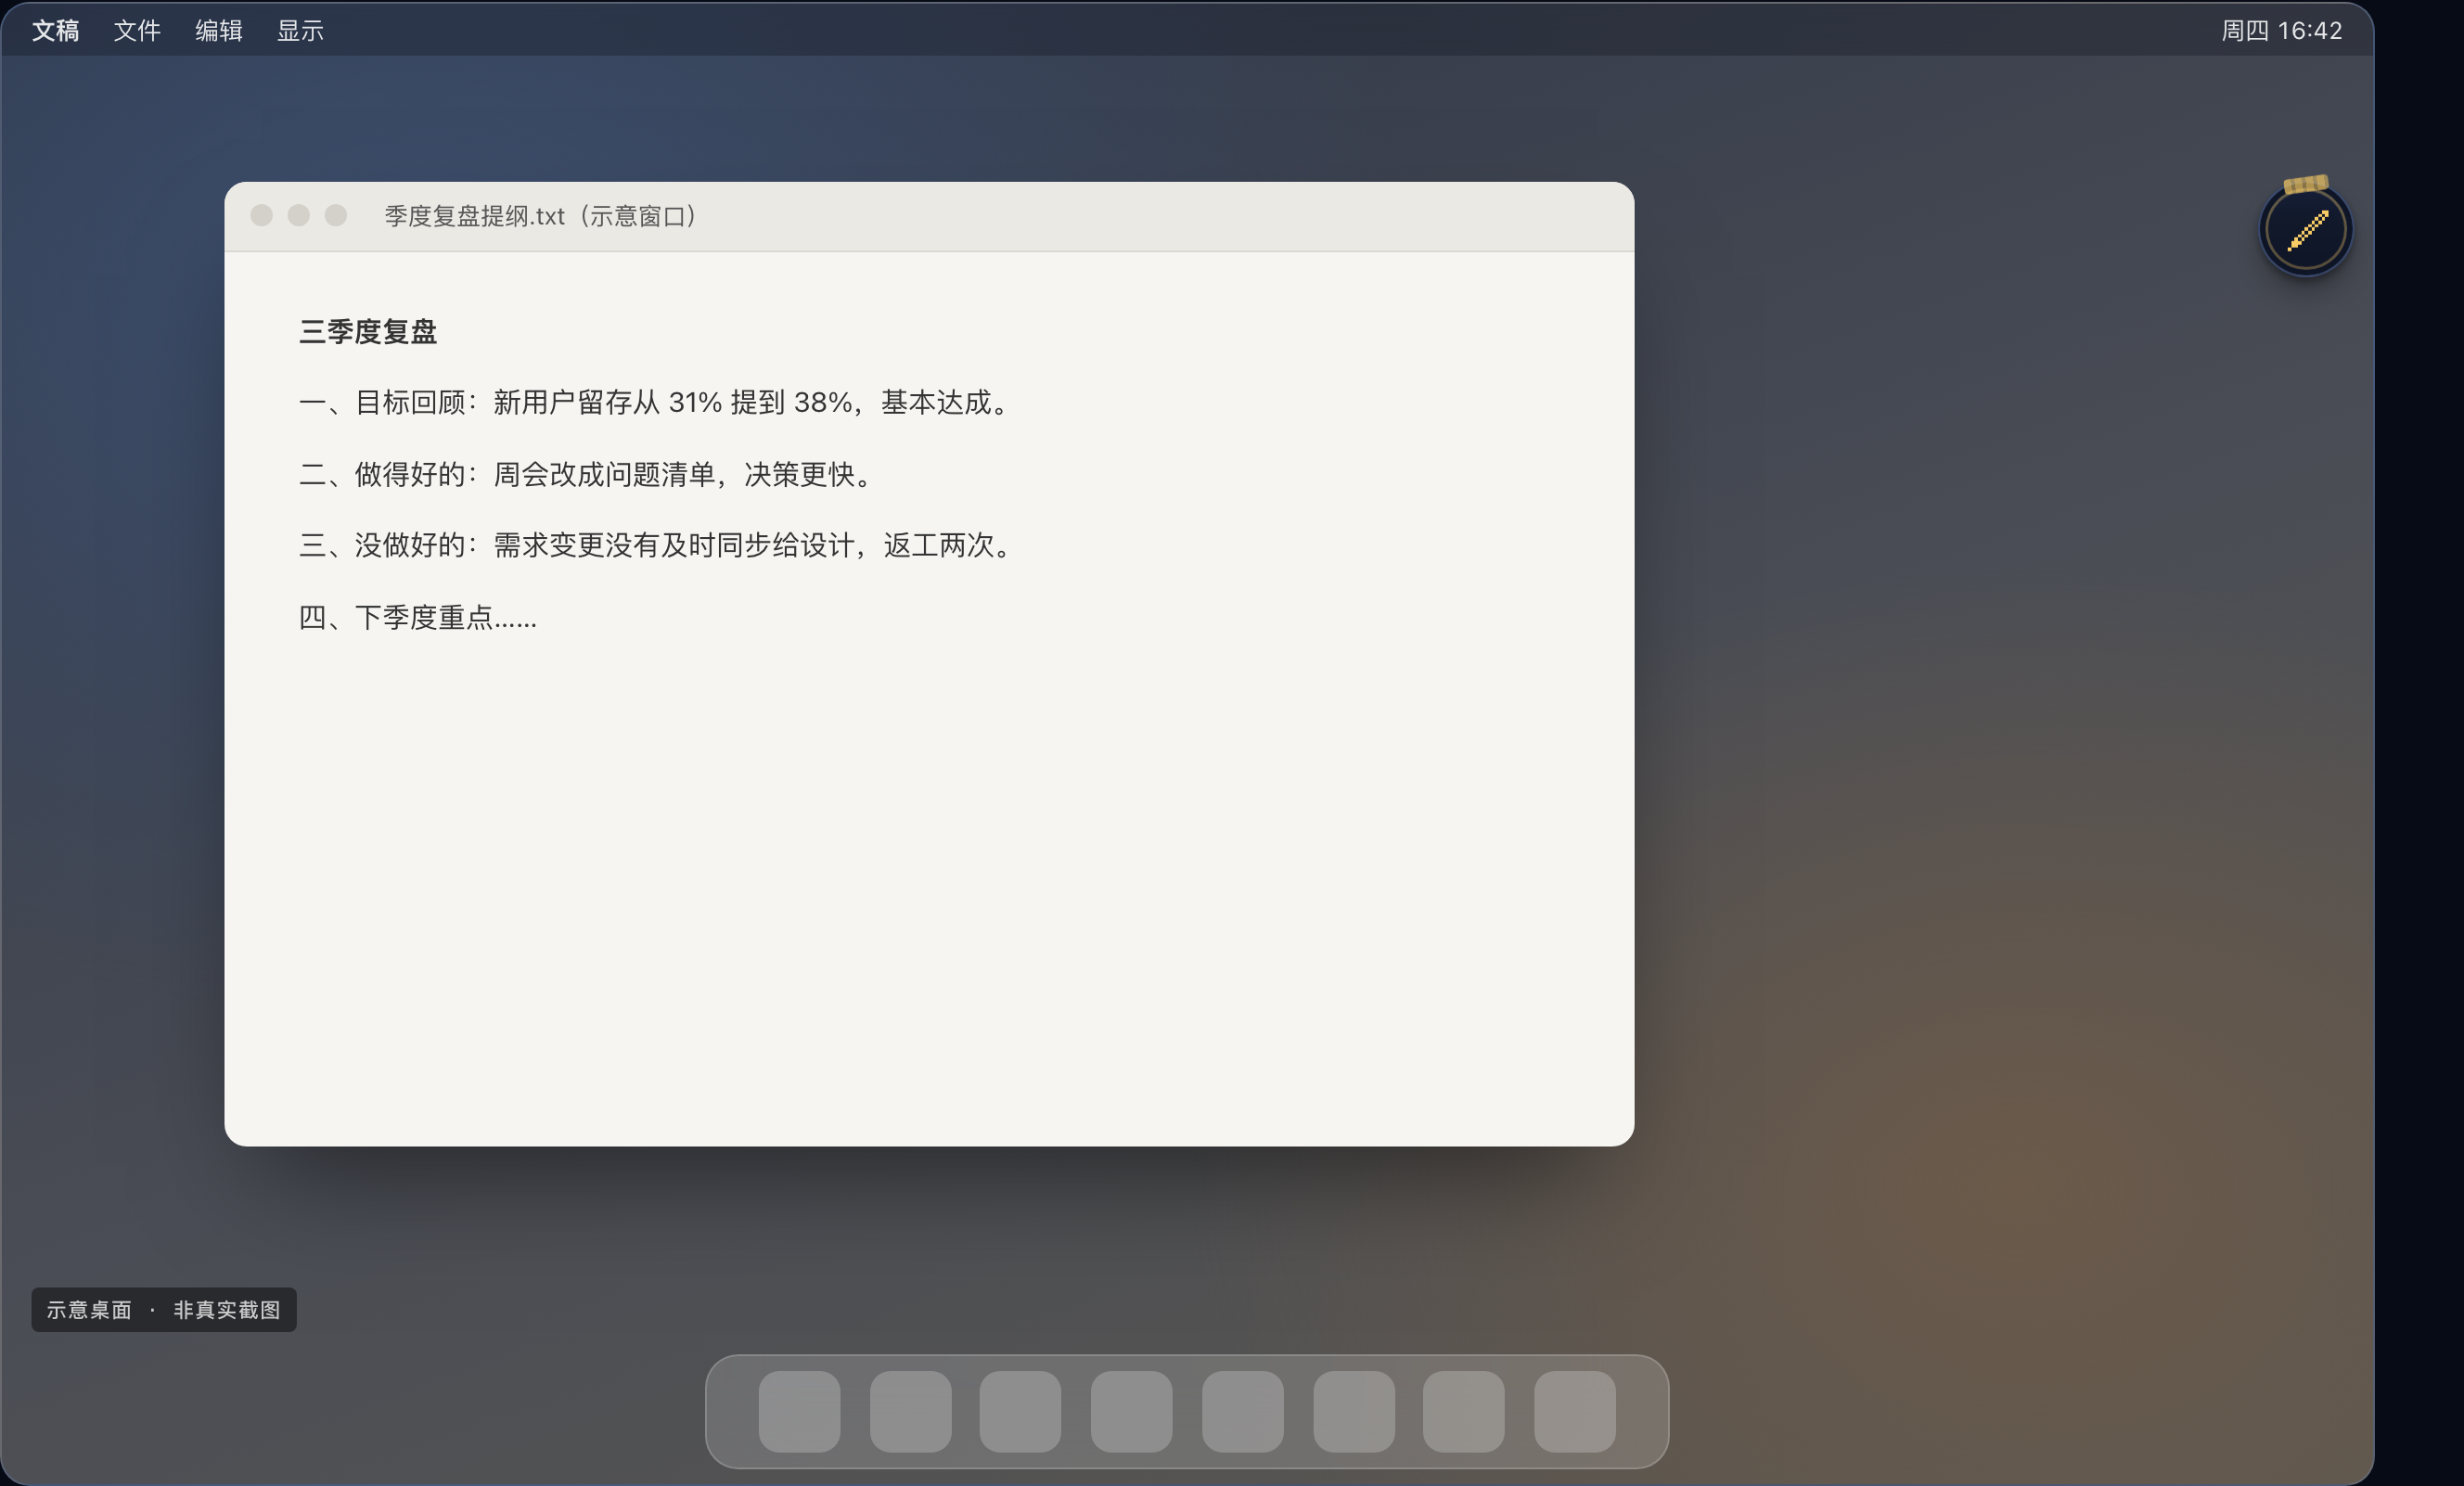 文稿 文件 编辑 显示 周四 16:42
季度复盘提纲.txt（示意窗口）
三季度复盘
一、目标回顾：新用户留存从 31% 提到 38%，基本达成。
二、做得好的：周会改成问题清单，决策更快。
三、没做好的：需求变更没有及时同步给设计，返工两次。
四、下季度重点……
示意桌面 · 非真实截图